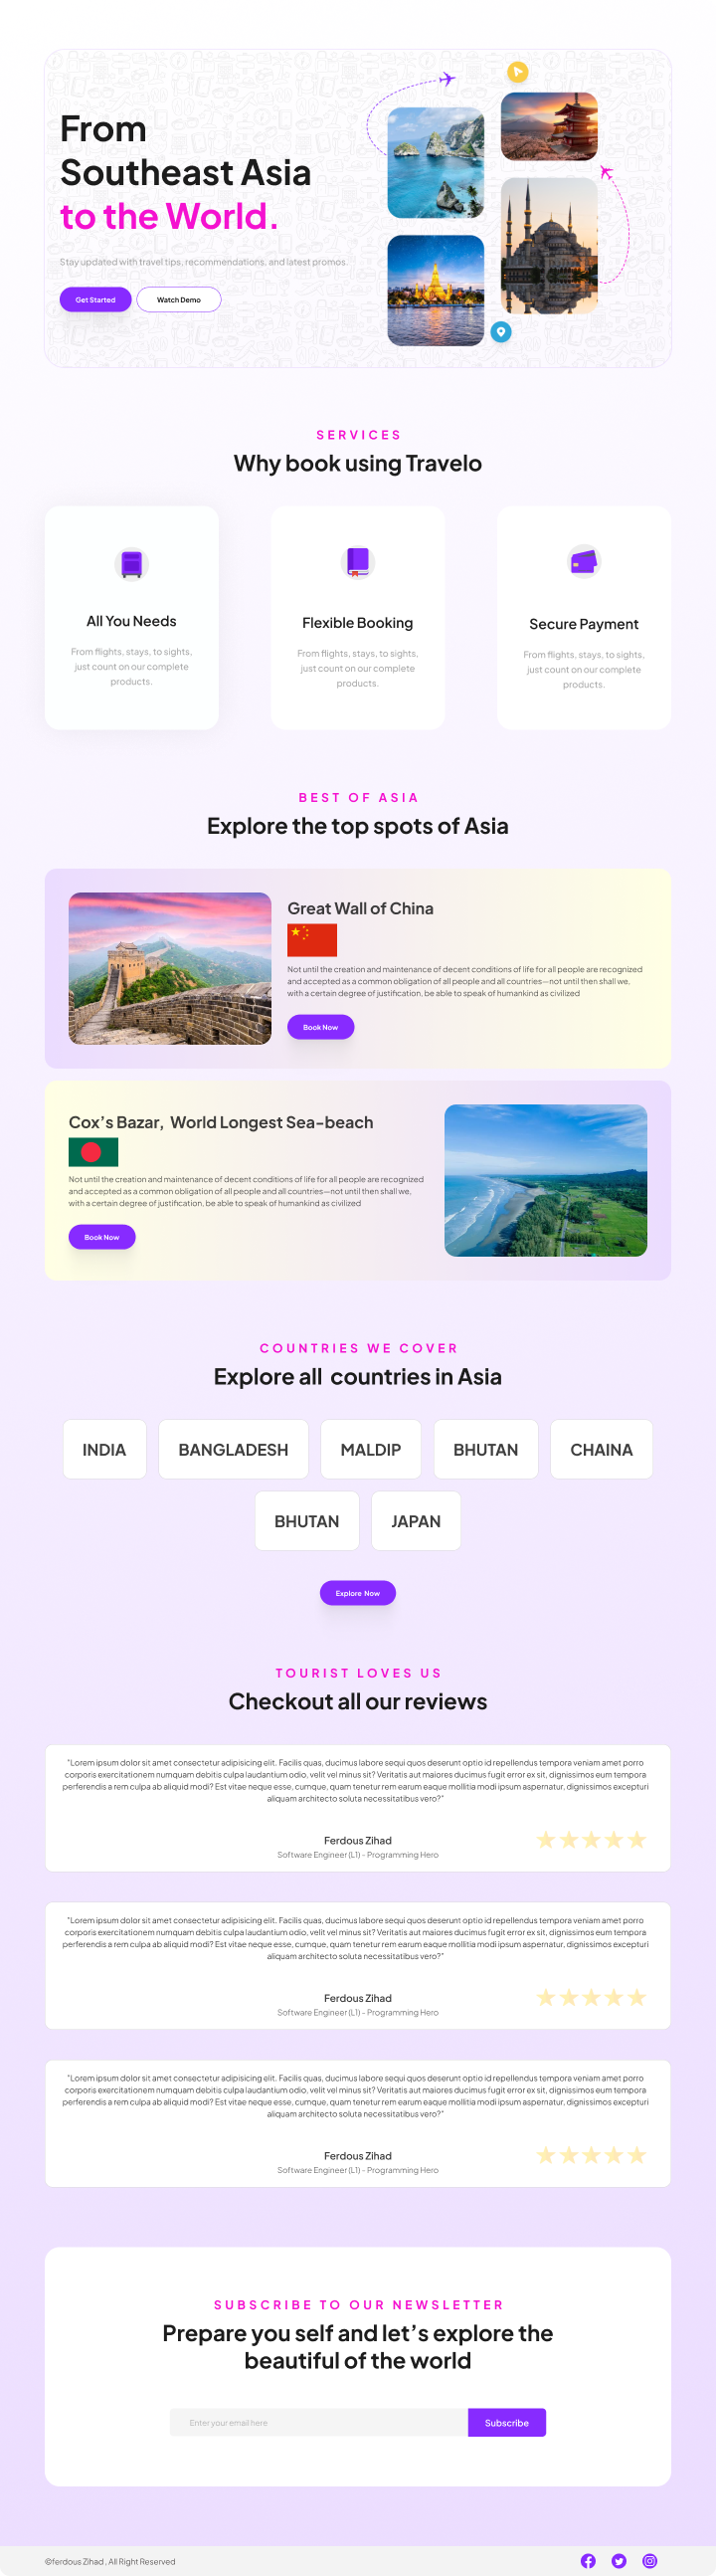 From
Southeast Asia
to the World.
Stay updated with travel tips, recommendations, and latest promos.
Get Started
Watch Demo
SERVICES
Why book using Travelo
All You Needs
From flights, stays, to sights,
just count on our complete
products.
Flexible Booking
From flights, stays, to sights,
just count on our complete
products.
Secure Payment
From flights, stays, to sights,
just count on our complete
products.
BEST OF ASIA
Explore the top spots of Asia
Great Wall of China
Not until the creation and maintenance of decent conditions of life for all people are recognized
and accepted as a common obligation of all people and all countries—not until then shall we,
with a certain degree of justification, be able to speak of humankind as civilized
Book Now
Cox’s Bazar, World Longest Sea-beach
Not until the creation and maintenance of decent conditions of life for all people are recognized
and accepted as a common obligation of all people and all countries—not until then shall we,
with a certain degree of justification, be able to speak of humankind as civilized
Book Now
COUNTRIES WE COVER
Explore all countries in Asia
INDIA
BANGLADESH
MALDIP
BHUTAN
CHAINA
BHUTAN
JAPAN
Explore Now
TOURIST LOVES US
Checkout all our reviews
"Lorem ipsum dolor sit amet consectetur adipisicing elit. Facilis quas, ducimus labore sequi quos deserunt optio id repellendus tempora veniam amet porro
corporis exercitationem numquam debitis culpa laudantium odio, velit vel minus sit? Veritatis aut maiores ducimus fugit error ex sit, dignissimos eum tempora
perferendis a rem culpa ab aliquid modi? Est vitae neque esse, cumque, quam tenetur rem earum eaque mollitia modi ipsum aspernatur, dignissimos excepturi
aliquam architecto soluta necessitatibus vero?"
Ferdous Zihad
Software Engineer (L1) - Programming Hero
"Lorem ipsum dolor sit amet consectetur adipisicing elit. Facilis quas, ducimus labore sequi quos deserunt optio id repellendus tempora veniam amet porro
corporis exercitationem numquam debitis culpa laudantium odio, velit vel minus sit? Veritatis aut maiores ducimus fugit error ex sit, dignissimos eum tempora
perferendis a rem culpa ab aliquid modi? Est vitae neque esse, cumque, quam tenetur rem earum eaque mollitia modi ipsum aspernatur, dignissimos excepturi
aliquam architecto soluta necessitatibus vero?"
Ferdous Zihad
Software Engineer (L1) - Programming Hero
"Lorem ipsum dolor sit amet consectetur adipisicing elit. Facilis quas, ducimus labore sequi quos deserunt optio id repellendus tempora veniam amet porro
corporis exercitationem numquam debitis culpa laudantium odio, velit vel minus sit? Veritatis aut maiores ducimus fugit error ex sit, dignissimos eum tempora
perferendis a rem culpa ab aliquid modi? Est vitae neque esse, cumque, quam tenetur rem earum eaque mollitia modi ipsum aspernatur, dignissimos excepturi
aliquam architecto soluta necessitatibus vero?"
Ferdous Zihad
Software Engineer (L1) - Programming Hero
SUBSCRIBE TO OUR NEWSLETTER
Prepare you self and let’s explore the
beautiful of the world
Enter your email here
Subscribe
©ferdous Zihad , All Right Reserved